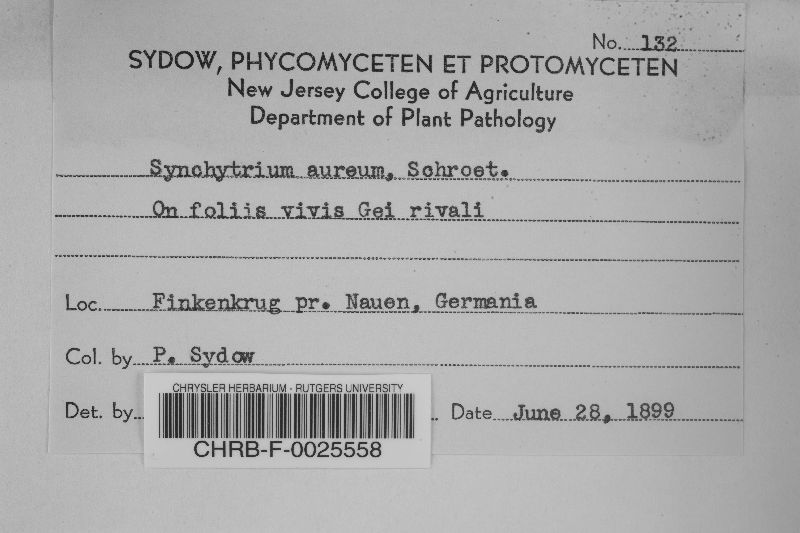 No. 132
SYDOW, PHYCOMYCETEN ET PROTOMYCETEN
New Jersey College of Agriculture
Department of Plant Pathology
Synchytrium aureum, Schroet.
On foliis vivis Gei rivali
Loc. Finkenkrug pr. Nauen, Germania
Col. by P. Sydow
Det. by
Date June 28, 1899
CHRYSLER HERBARIUM - RUTGERS UNIVERSITY
CHRB-F-0025558